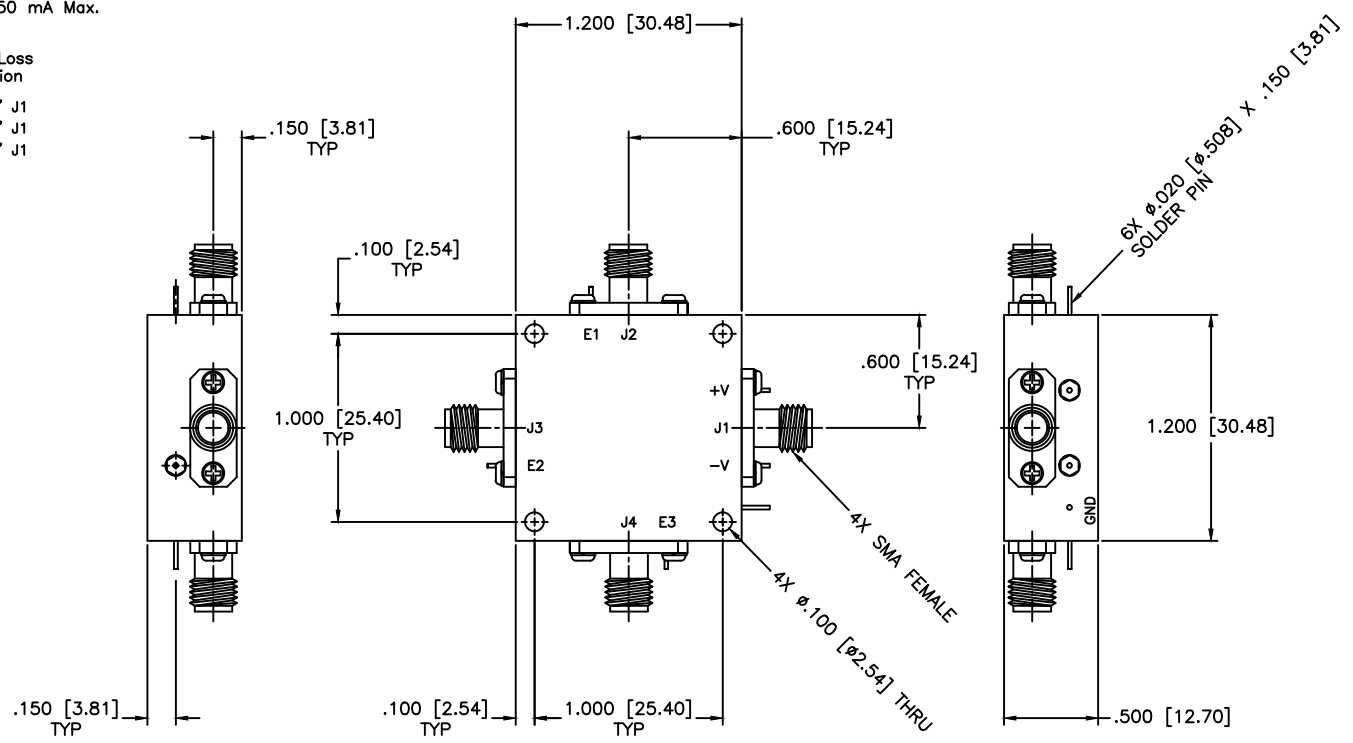 50 mA Max.
Loss
J1
J1
J1
1.200 [30.48]
.150 [3.81]
TYP
.600 [15.24]
TYP
6X ø.020 [ø.508] X .150 [3.81]
SOLDER PIN
.100 [2.54]
TYP
E1 J2
.600 [15.24]
TYP
+V
1.000 [25.40]
TYP
J3
J1
1.200 [30.48]
E2
-V
GND
J4 E3
4X SMA FEMALE
4X ø.100 [ø2.54] THRU
.150 [3.81]
TYP
.100 [2.54]
TYP
1.000 [25.40]
TYP
.500 [12.70]